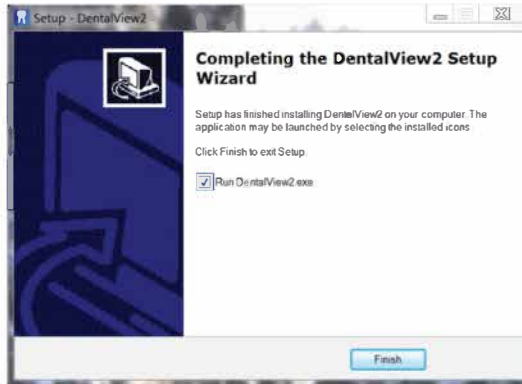 Setup - DentalView2
Completing the DentalView2 Setup
Wizard
Setup has finished installing DentalView2 on your computer. The
application may be launched by selecting the installed icons.
Click Finish to exit Setup.
Run DentalView2.exe
Finish